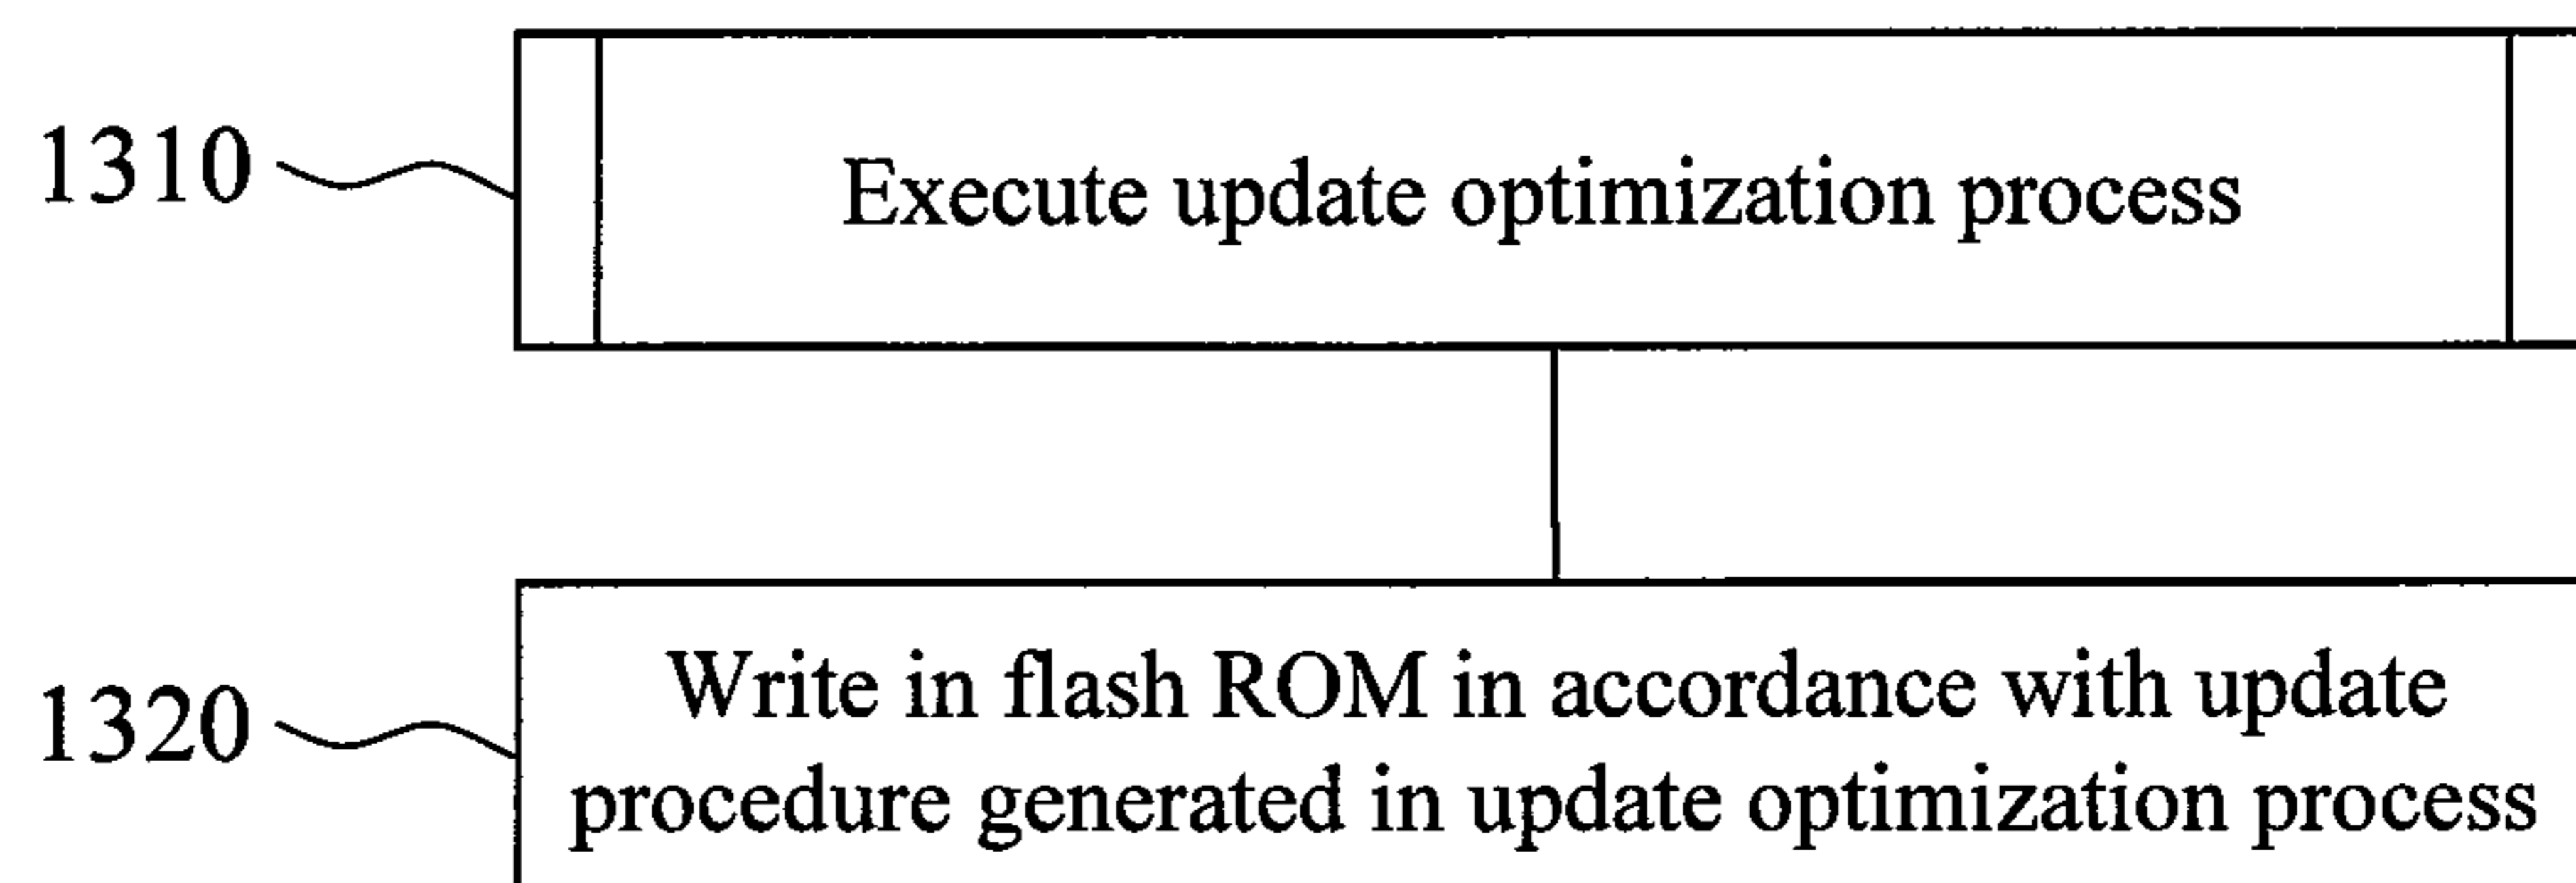 1310
Execute update optimization process
1320
Write in flash ROM in accordance with update
procedure generated in update optimization process